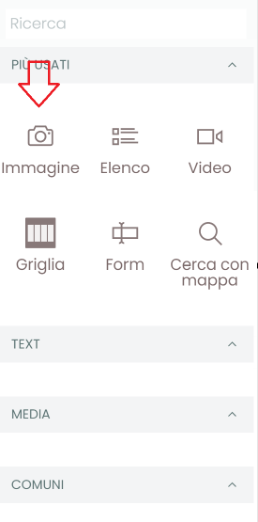 Ricerca
PIÙ USATI
Immagine
Elenco
Video
Griglia
Form
Cerca con
mappa
TEXT
MEDIA
COMUNI